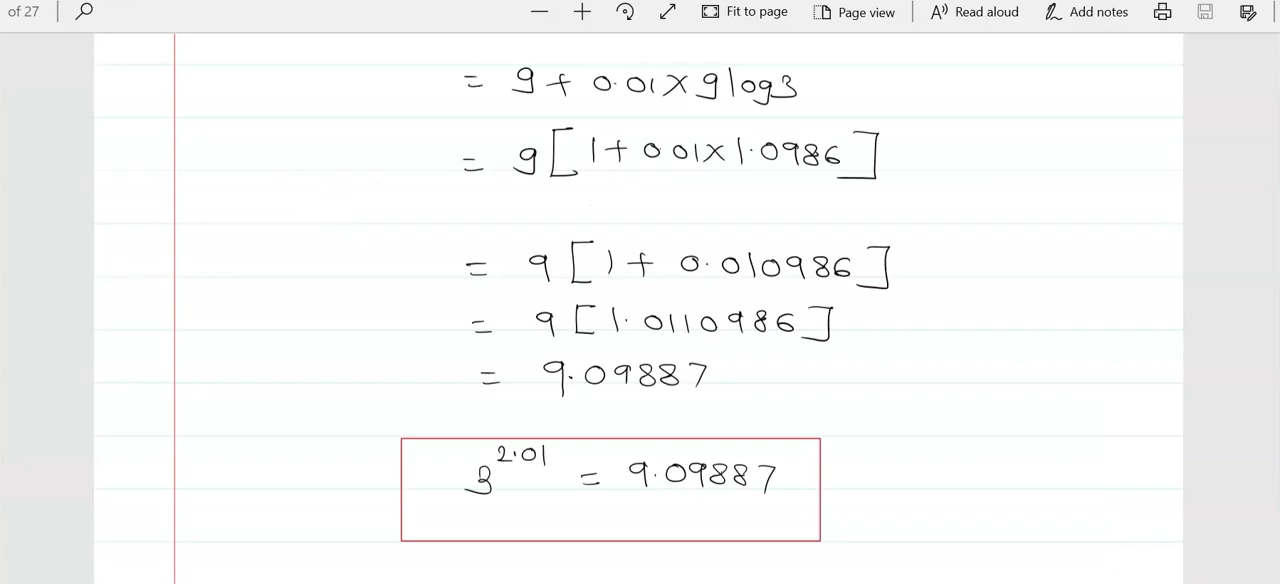 of 27 Fit to page Page view Read aloud Add notes
= 9 + 0.01 × 9 log 3
= 9 [ 1 + 0.01 × 1.0986 ]
= 9 [ 1 + 0.010986 ]
= 9 [ 1.0110986 ]
= 9.09887
3^2.01 = 9.09887